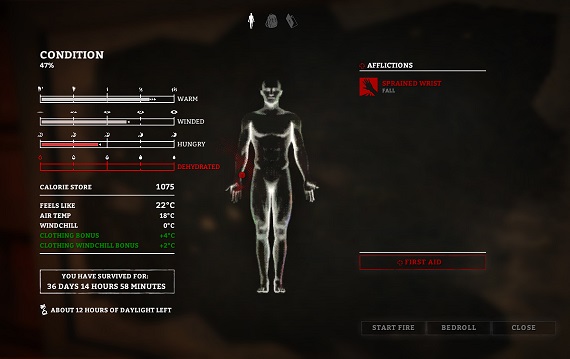 CONDITION
47%
WARM
WINDED
HUNGRY
DEHYDRATED
CALORIE STORE 1075
FEELS LIKE 22°C
AIR TEMP 18°C
WINDCHILL 0°C
CLOTHING BONUS +4°C
CLOTHING WINDCHILL BONUS +2°C
YOU HAVE SURVIVED FOR:
36 DAYS 14 HOURS 58 MINUTES
ABOUT 12 HOURS OF DAYLIGHT LEFT
AFFLICTIONS
SPRAINED WRIST
FALL
FIRST AID
START FIRE BEDROLL CLOSE